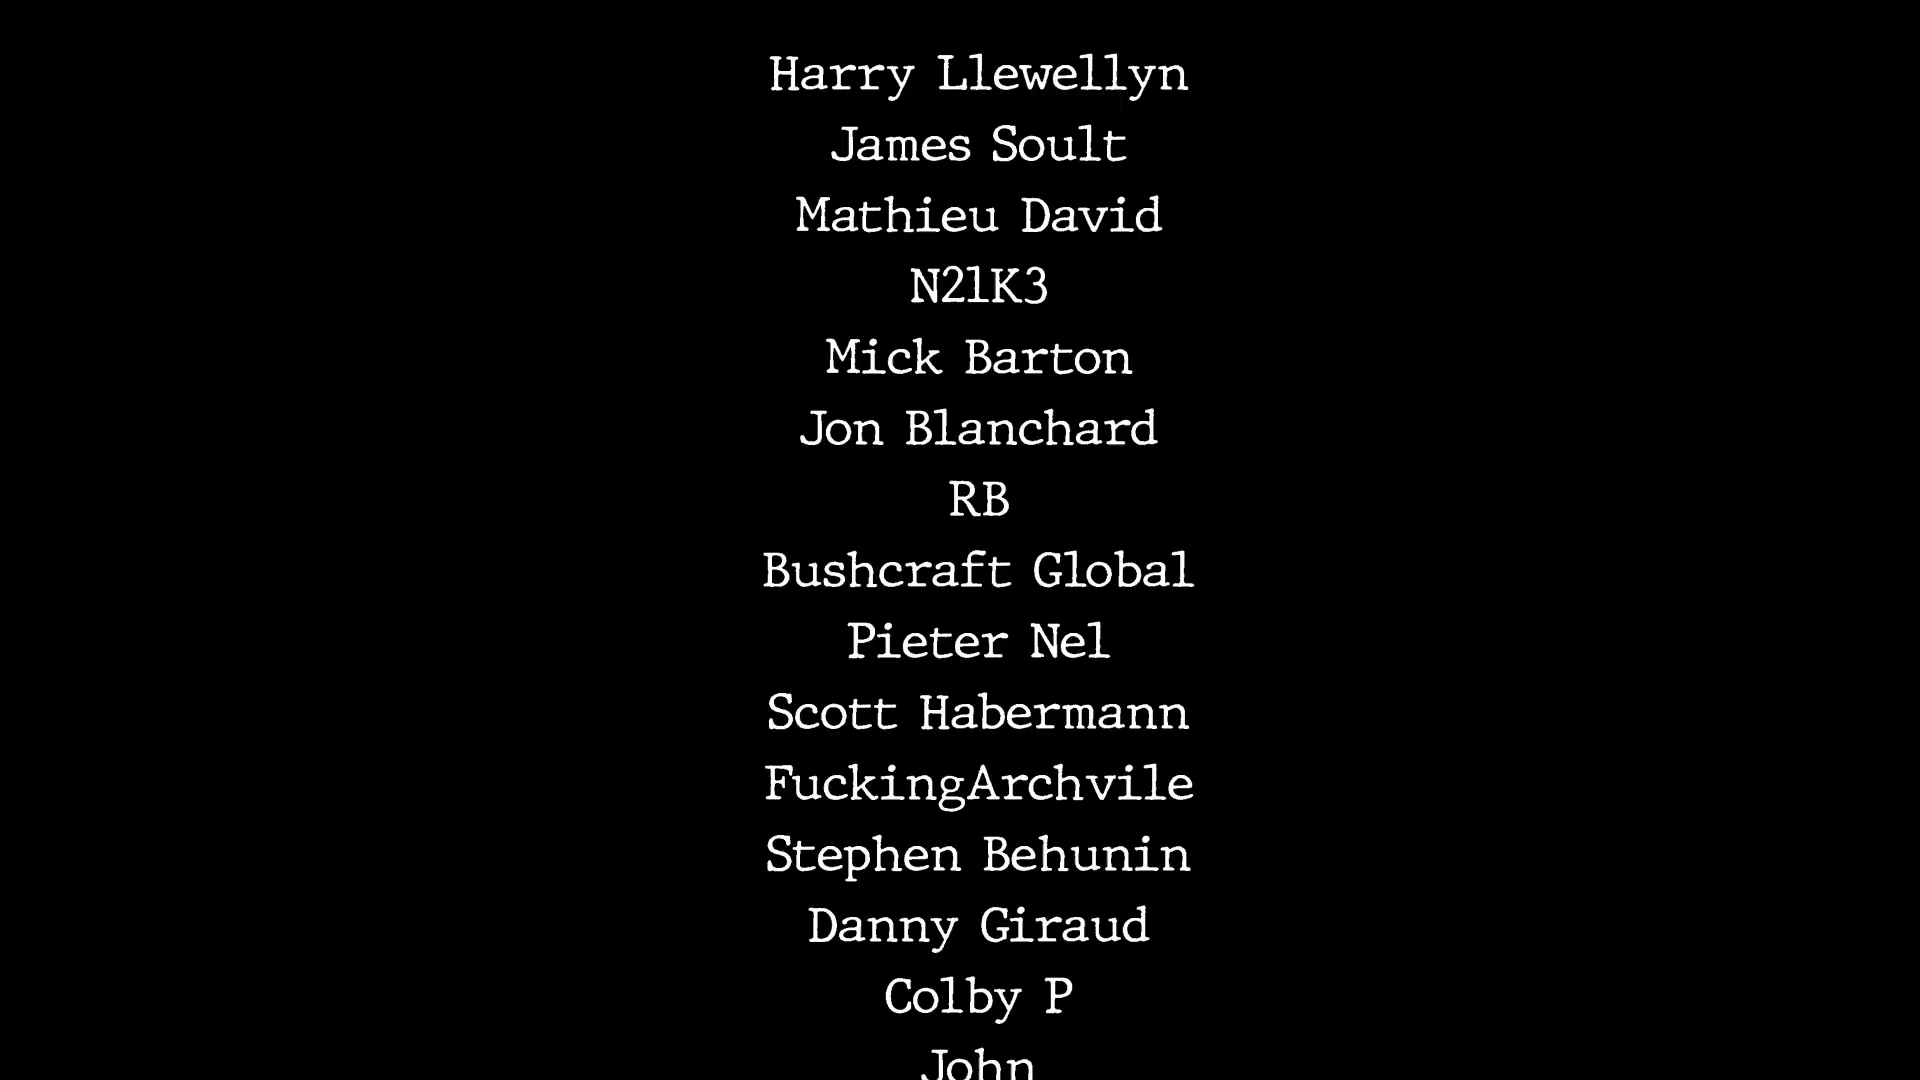 Harry Llewellyn
James Soult
Mathieu David
N21K3
Mick Barton
Jon Blanchard
RB
Bushcraft Global
Pieter Nel
Scott Habermann
FuckingArchvile
Stephen Behunin
Danny Giraud
Colby P
John